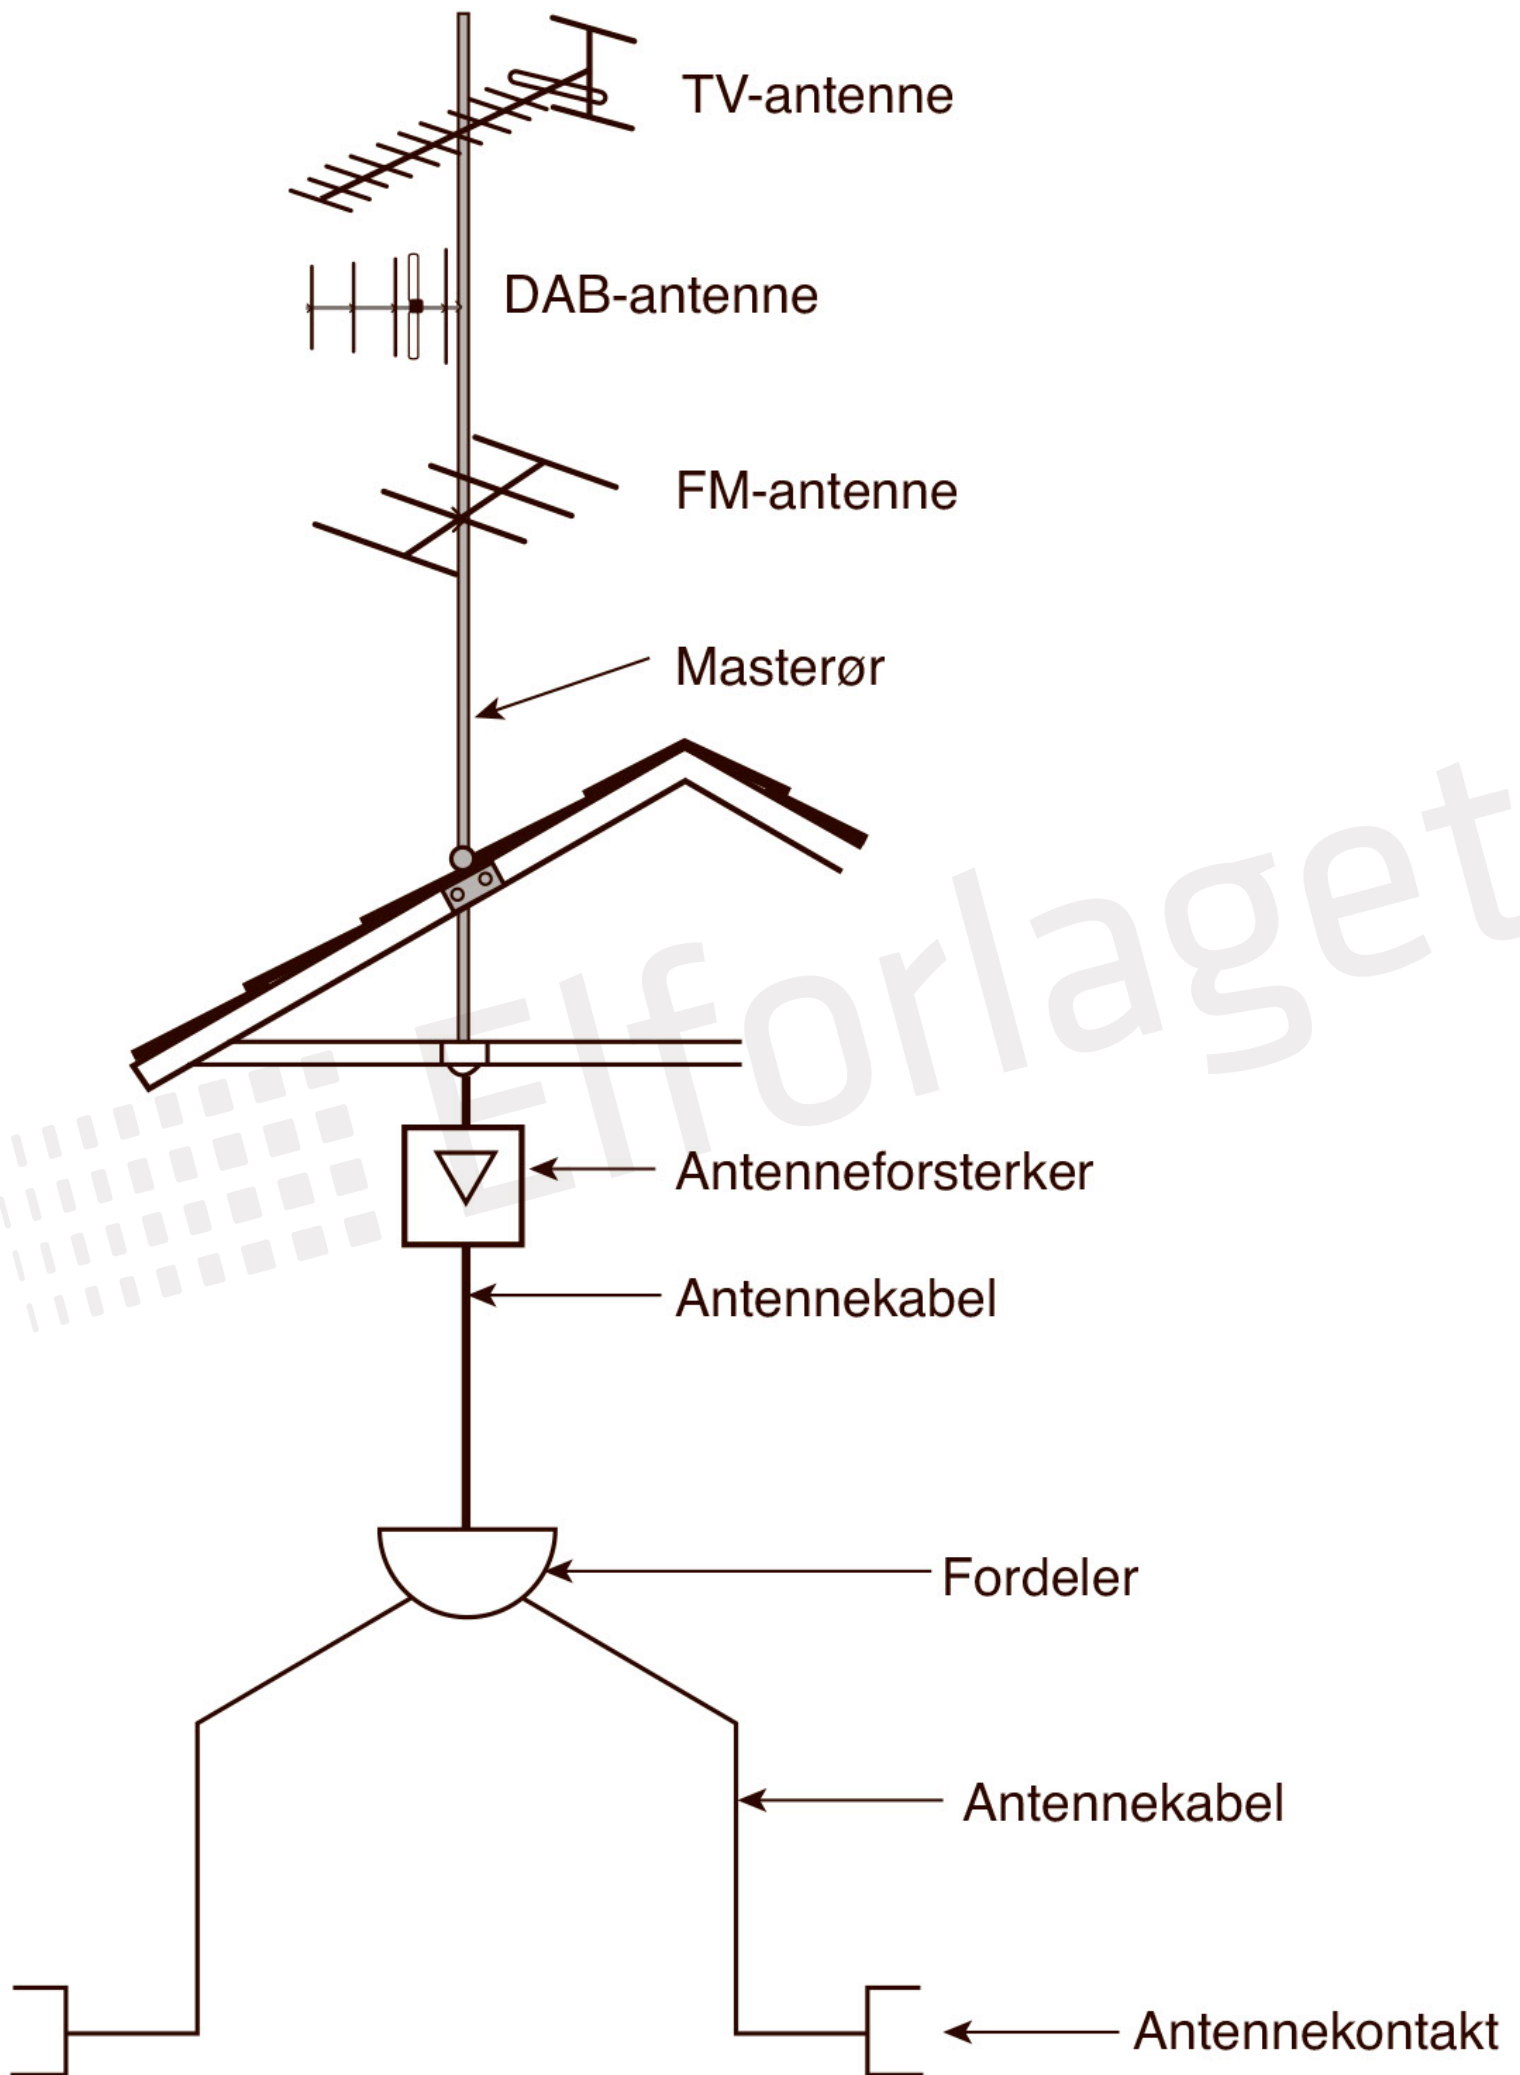 TV-antenne
DAB-antenne
FM-antenne
Masterør
Elforlaget
Antenneforsterker
Antennekabel
Fordeler
Antennekabel
Antennekontakt